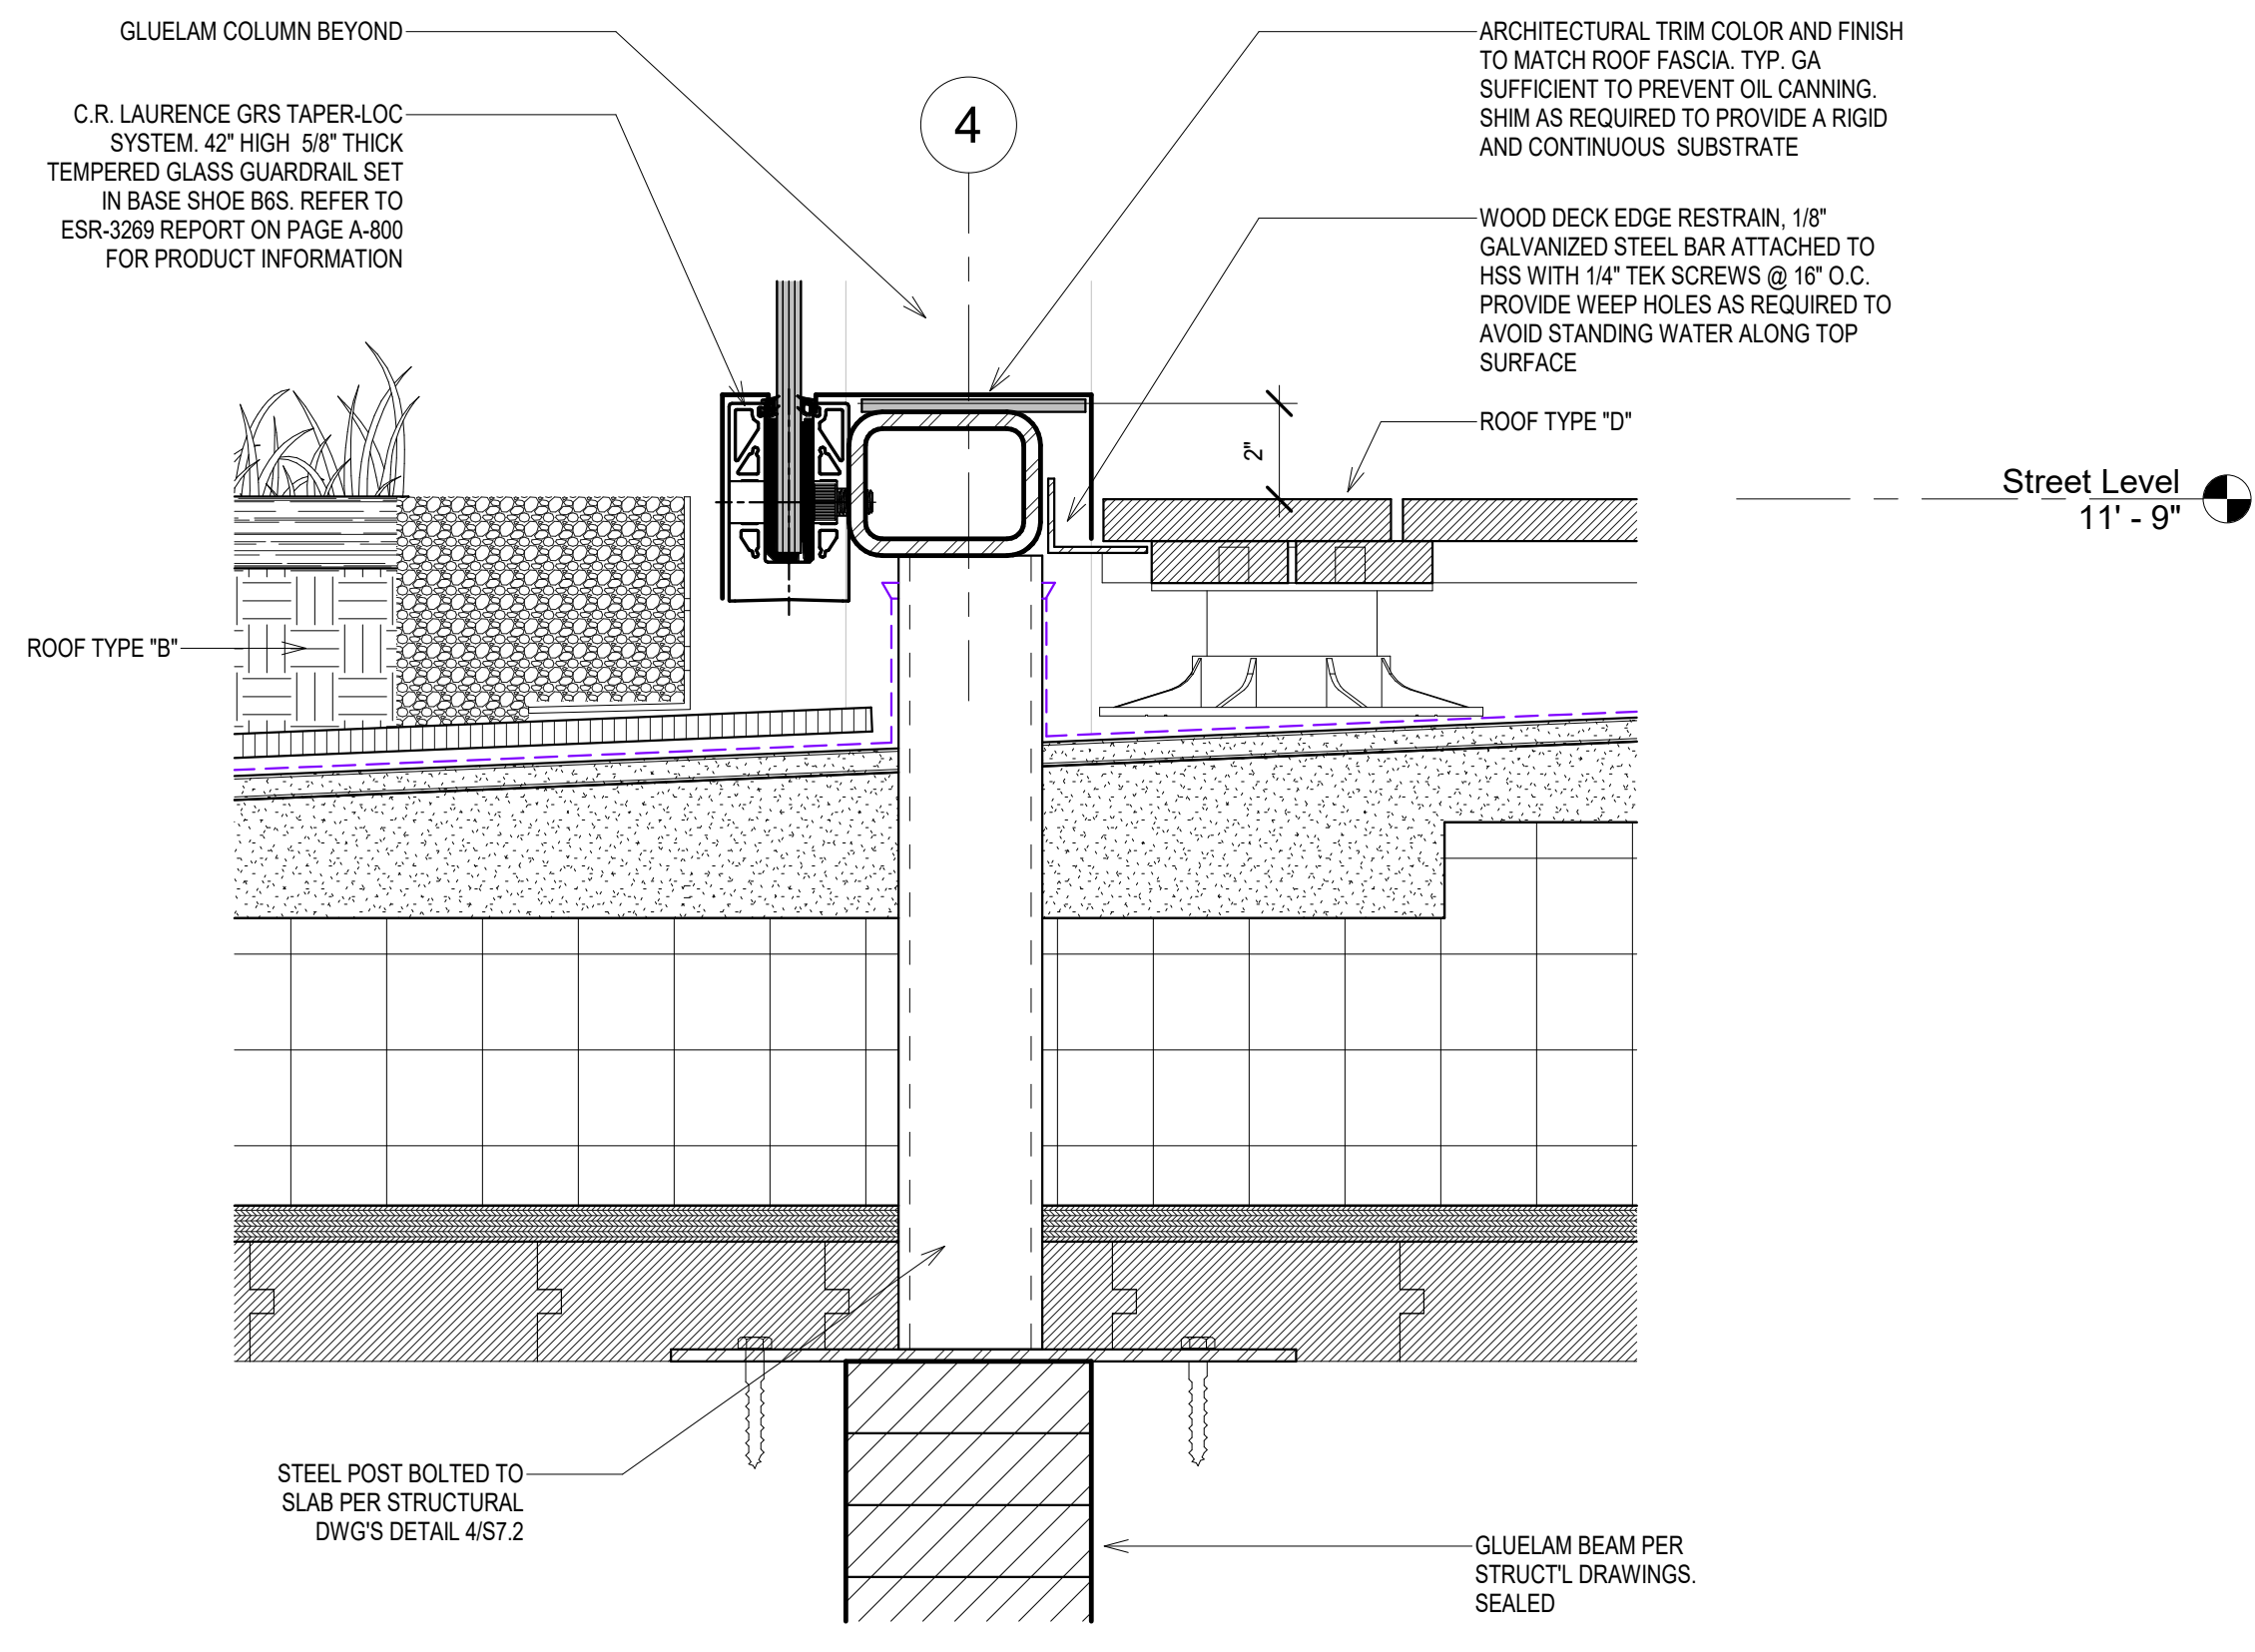 GLUELAM COLUMN BEYOND
C.R. LAURENCE GRS TAPER-LOC
SYSTEM. 42" HIGH 5/8" THICK
TEMPERED GLASS GUARDRAIL SET
IN BASE SHOE B6S. REFER TO
ESR-3269 REPORT ON PAGE A-800
FOR PRODUCT INFORMATION
4
ARCHITECTURAL TRIM COLOR AND FINISH
TO MATCH ROOF FASCIA. TYP. GA
SUFFICIENT TO PREVENT OIL CANNING.
SHIM AS REQUIRED TO PROVIDE A RIGID
AND CONTINUOUS SUBSTRATE
WOOD DECK EDGE RESTRAIN, 1/8"
GALVANIZED STEEL BAR ATTACHED TO
HSS WITH 1/4" TEK SCREWS @ 16" O.C.
PROVIDE WEEP HOLES AS REQUIRED TO
AVOID STANDING WATER ALONG TOP
SURFACE
ROOF TYPE "D"
2"
Street Level
11' - 9"
ROOF TYPE "B"
STEEL POST BOLTED TO
SLAB PER STRUCTURAL
DWG'S DETAIL 4/S7.2
GLUELAM BEAM PER
STRUCT'L DRAWINGS.
SEALED